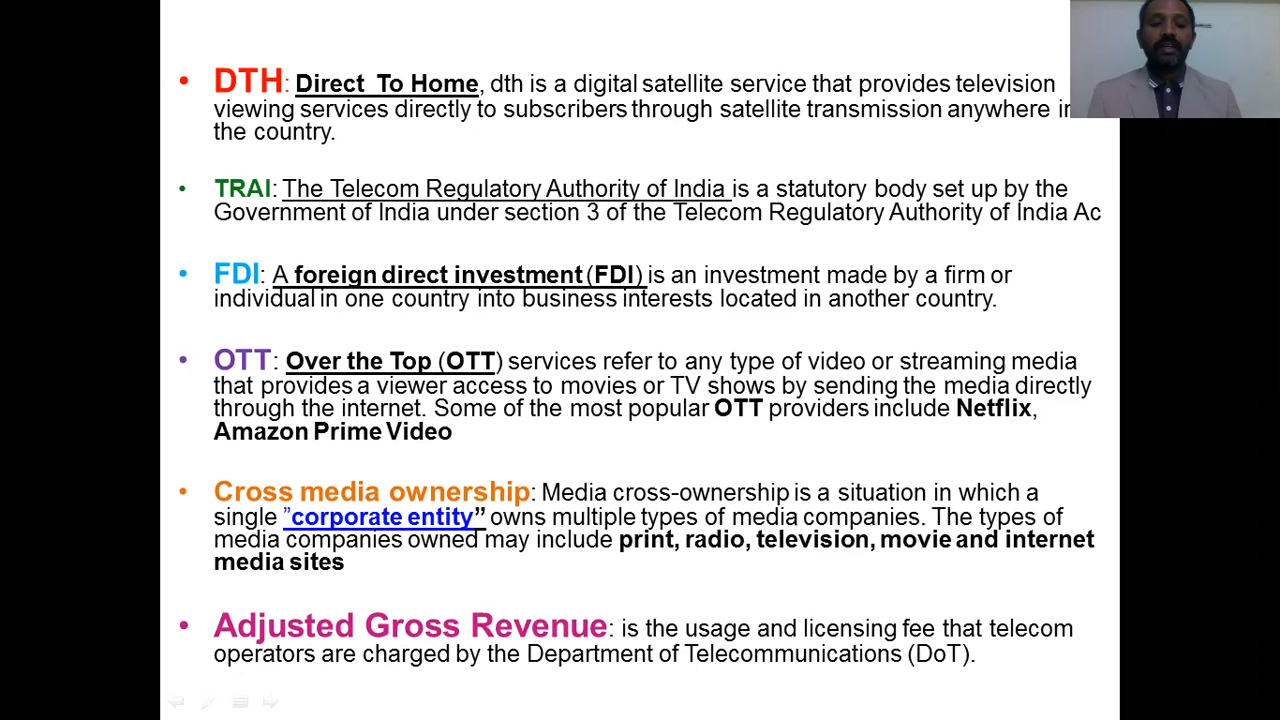 • DTH: Direct To Home, dth is a digital satellite service that provides television
viewing services directly to subscribers through satellite transmission anywhere in
the country.
• TRAI: The Telecom Regulatory Authority of India is a statutory body set up by the
Government of India under section 3 of the Telecom Regulatory Authority of India Ac
• FDI: A foreign direct investment (FDI) is an investment made by a firm or
individual in one country into business interests located in another country.
• OTT: Over the Top (OTT) services refer to any type of video or streaming media
that provides a viewer access to movies or TV shows by sending the media directly
through the internet. Some of the most popular OTT providers include Netflix,
Amazon Prime Video
• Cross media ownership: Media cross-ownership is a situation in which a
single ”corporate entity” owns multiple types of media companies. The types of
media companies owned may include print, radio, television, movie and internet
media sites
• Adjusted Gross Revenue: is the usage and licensing fee that telecom
operators are charged by the Department of Telecommunications (DoT).